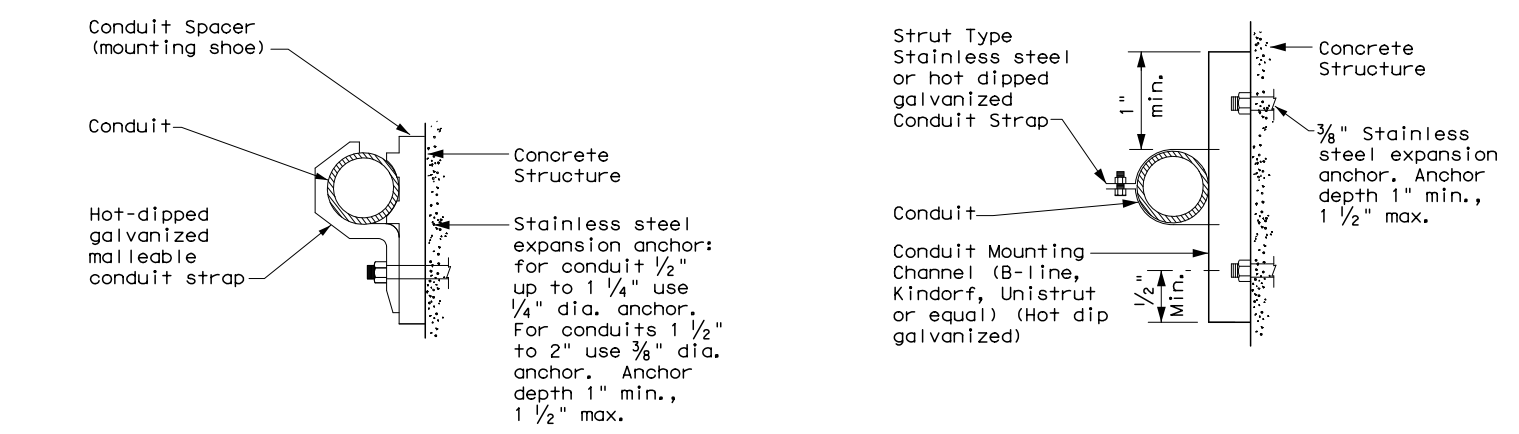 Conduit Spacer
(mounting shoe)
Conduit
Hot-dipped
galvanized
malleable
conduit strap
Concrete
Structure
Stainless steel
expansion anchor:
for conduit 1/2"
up to 1 1/4" use
1/4" dia. anchor.
For conduits 1 1/2"
to 2" use 3/8" dia.
anchor. Anchor
depth 1" min.,
1 1/2" max.
Strut Type
Stainless steel
or hot dipped
galvanized
Conduit Strap
1"
min.
Conduit
Conduit Mounting
Channel (B-line,
Kindorf, Unistrut
or equal) (Hot dip
galvanized)
1/2"
Min.
Concrete
Structure
3/8" Stainless
steel expansion
anchor. Anchor
depth 1" min.,
1 1/2" max.